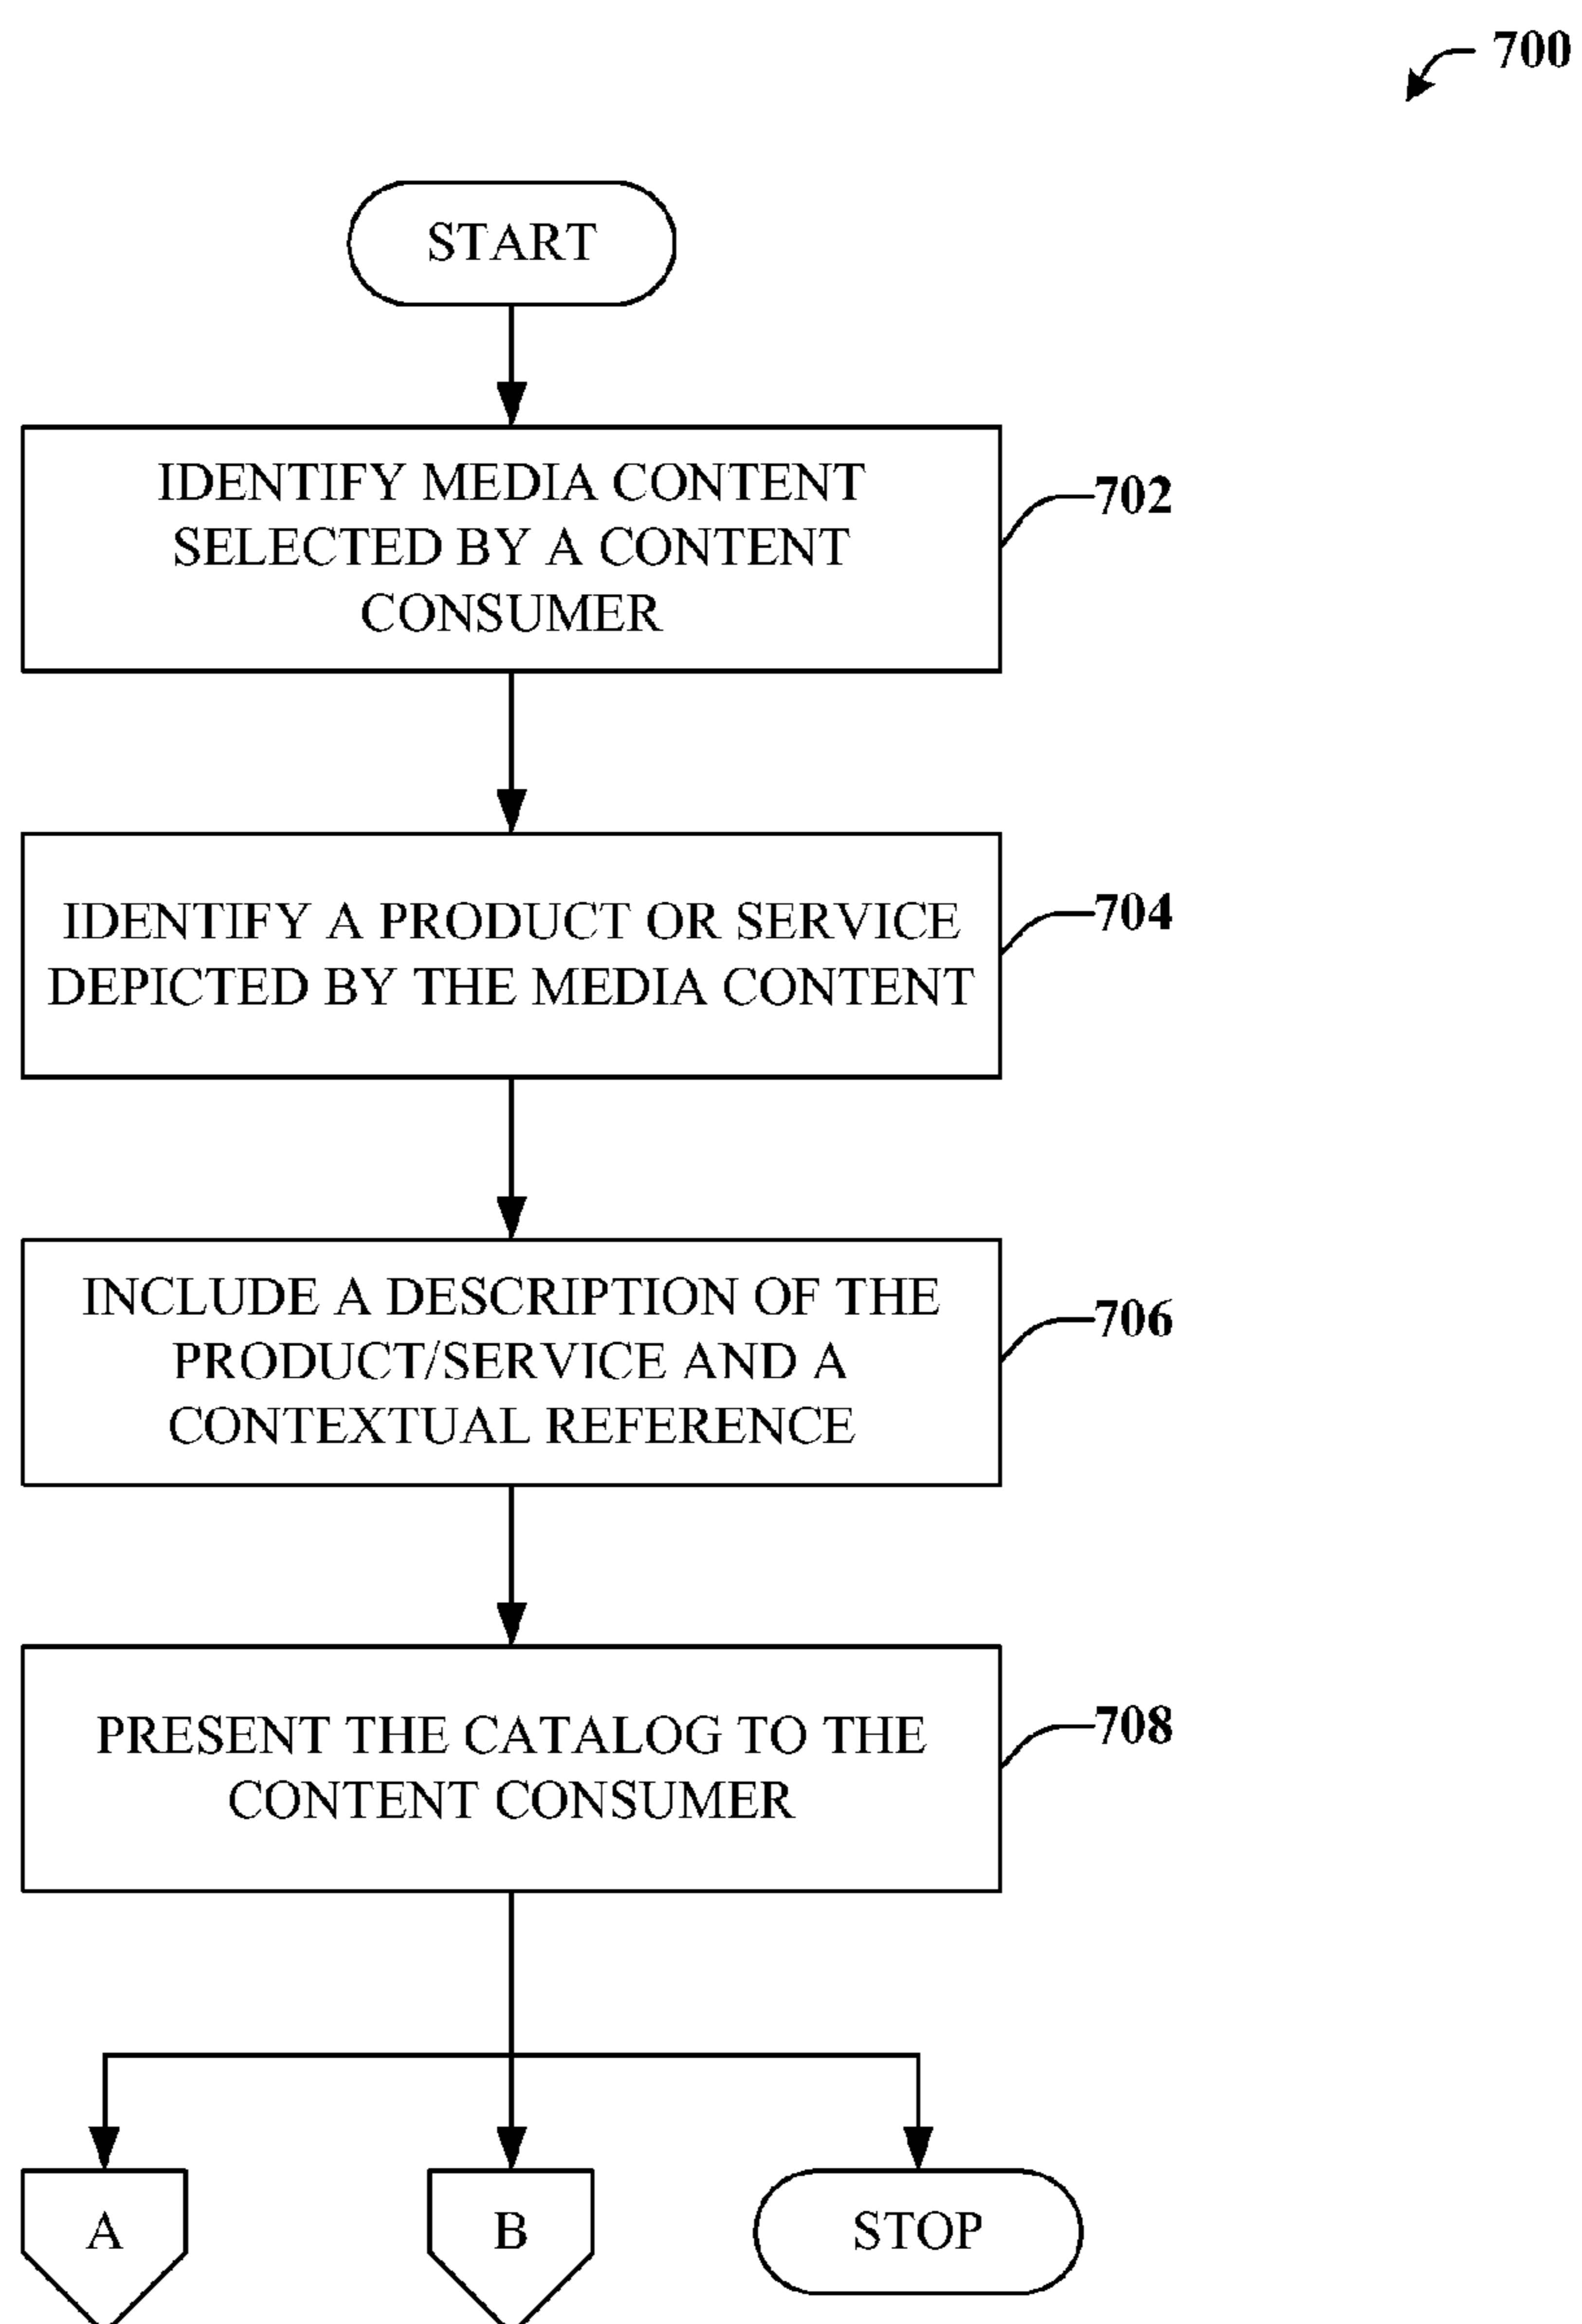 700
START
IDENTIFY MEDIA CONTENT
SELECTED BY A CONTENT
CONSUMER
702
IDENTIFY A PRODUCT OR SERVICE
DEPICTED BY THE MEDIA CONTENT
704
INCLUDE A DESCRIPTION OF THE
PRODUCT/SERVICE AND A
CONTEXTUAL REFERENCE
706
PRESENT THE CATALOG TO THE
CONTENT CONSUMER
708
A
B
STOP